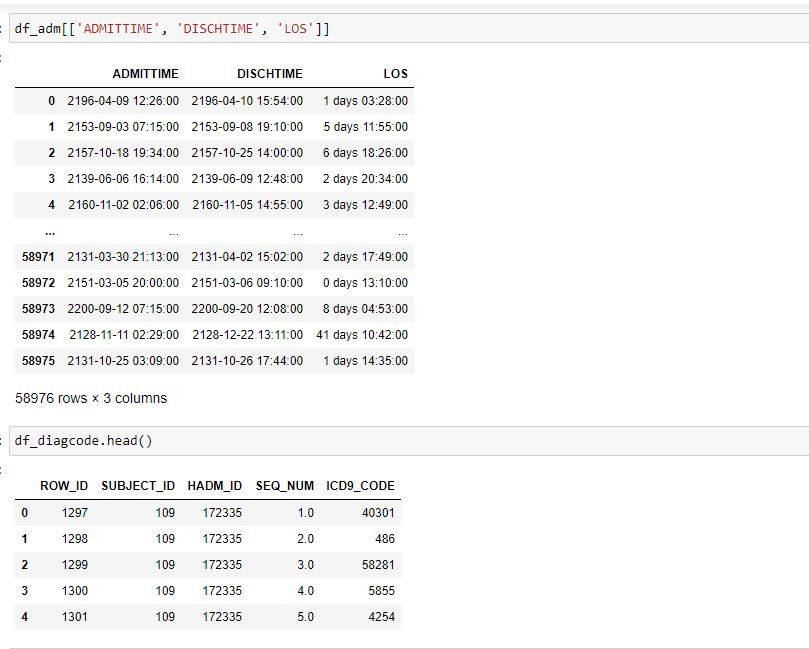 df_adm[['ADMITTIME', 'DISCHTIME', 'LOS']]
ADMITTIME DISCHTIME LOS
0 2196-04-09 12:26:00 2196-04-10 15:54:00 1 days 03:28:00
1 2153-09-03 07:15:00 2153-09-08 19:10:00 5 days 11:55:00
2 2157-10-18 19:34:00 2157-10-25 14:00:00 6 days 18:26:00
3 2139-06-06 16:14:00 2139-06-09 12:48:00 2 days 20:34:00
4 2160-11-02 02:06:00 2160-11-05 14:55:00 3 days 12:49:00
... ... ... ...
58971 2131-03-30 21:13:00 2131-04-02 15:02:00 2 days 17:49:00
58972 2151-03-05 20:00:00 2151-03-06 09:10:00 0 days 13:10:00
58973 2200-09-12 07:15:00 2200-09-20 12:08:00 8 days 04:53:00
58974 2128-11-11 02:29:00 2128-12-22 13:11:00 41 days 10:42:00
58975 2131-10-25 03:09:00 2131-10-26 17:44:00 1 days 14:35:00
58976 rows × 3 columns
df_diagcode.head()
ROW_ID SUBJECT_ID HADM_ID SEQ_NUM ICD9_CODE
0 1297 109 172335 1.0 40301
1 1298 109 172335 2.0 486
2 1299 109 172335 3.0 58281
3 1300 109 172335 4.0 5855
4 1301 109 172335 5.0 4254